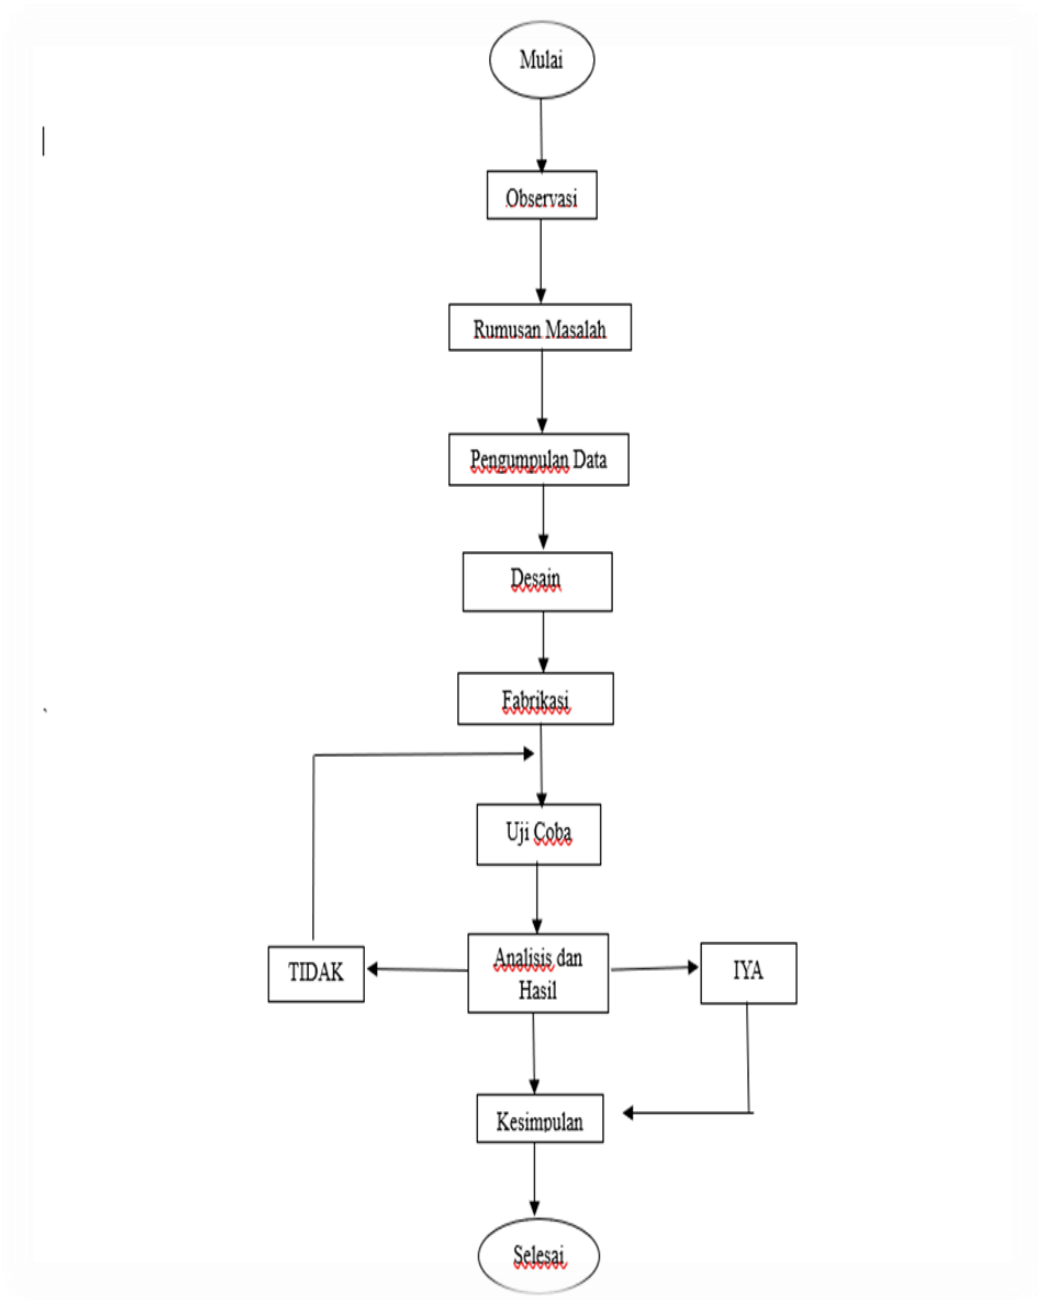 Mulai
Observasi
Rumusan Masalah
Pengumpulan Data
Desain
Fabrikasi
Uji Coba
Analisis dan
Hasil
TIDAK
IYA
Kesimpulan
Selesai